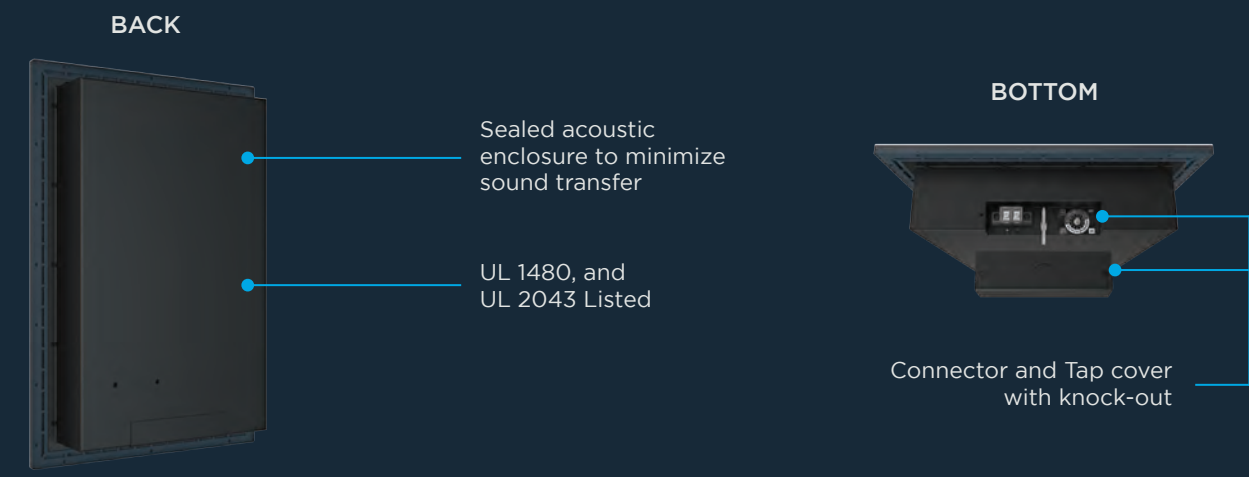 BACK
Sealed acoustic
enclosure to minimize
sound transfer
UL 1480, and
UL 2043 Listed
BOTTOM
Connector and Tap cover
with knock-out